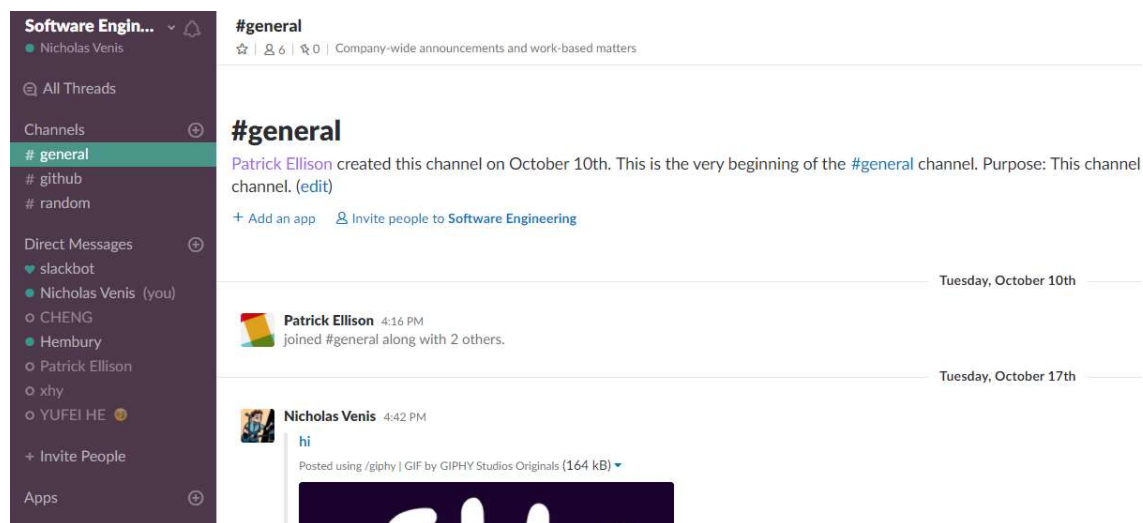 Software Engin...
Nicholas Venis
All Threads
Channels
# general
# github
# random
Direct Messages
slackbot
Nicholas Venis (you)
CHENG
Hembury
Patrick Ellison
xhy
YUFEI HE
+ Invite People
Apps
#general
6 | 0 | Company-wide announcements and work-based matters
#general
Patrick Ellison created this channel on October 10th. This is the very beginning of the #general channel. Purpose: This channel
channel. (edit)
+ Add an app Invite people to Software Engineering
Tuesday, October 10th
Patrick Ellison 4:16 PM
joined #general along with 2 others.
Tuesday, October 17th
Nicholas Venis 4:42 PM
hi
Posted using /giphy | GIF by GIPHY Studios Originals (164 kB)